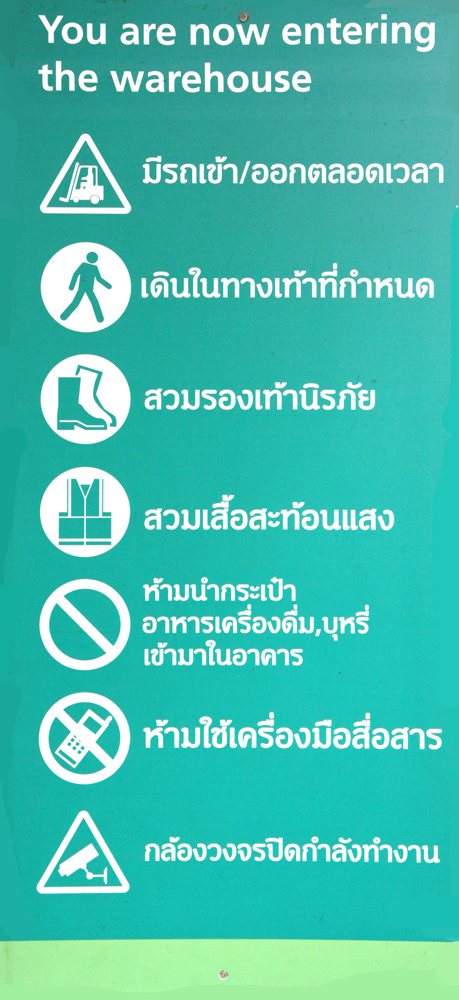 You are now entering
the warehouse
มีรถเข้า/ออกตลอดเวลา
เดินในทางเท้าที่กำหนด
สวมรองเท้านิรภัย
สวมเสื้อสะท้อนแสง
ห้ามนำกระเป๋า
อาหารเครื่องดื่ม,บุหรี่
เข้ามาในอาคาร
ห้ามใช้เครื่องมือสื่อสาร
กล้องวงจรปิดกำลังทำงาน